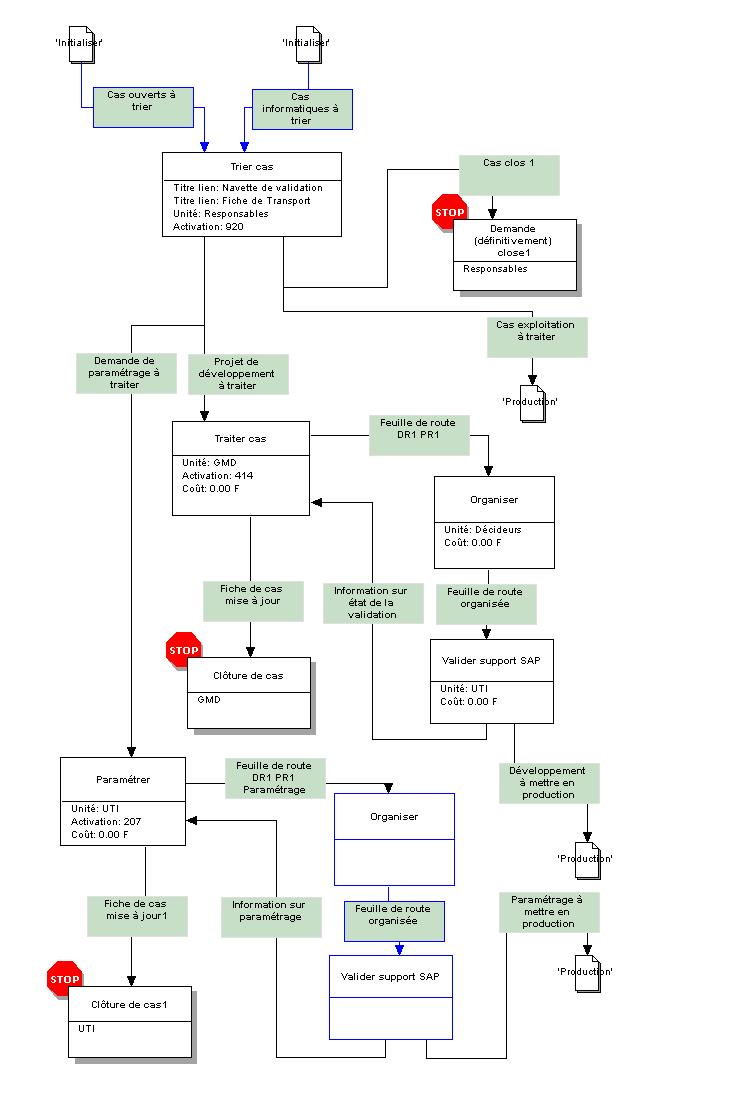 'Initialiser'
'Initialiser'
Cas ouverts à
trier
Cas
informatiques à
trier
Trier cas
Titre lien: Navette de validation
Titre lien: Fiche de Transport
Unité: Responsables
Activation: 920
Cas clos 1
STOP
Demande
(définitivement)
close1
Responsables
Cas exploitation
à traiter
'Production'
Demande de
paramétrage à
traiter
Projet de
développement
à traiter
Traiter cas
Unité: GMD
Activation: 414
Coût: 0.00 F
Feuille de route
DR1 PR1
Organiser
Unité: Décideurs
Coût: 0.00 F
Fiche de cas
mise à jour
Information sur
état de la
validation
Feuille de route
organisée
STOP
Clôture de cas
GMD
Valider support SAP
Unité: UTI
Coût: 0.00 F
Paramétrer
Unité: UTI
Activation: 207
Coût: 0.00 F
Feuille de route
DR1 PR1
Paramétrage
Organiser
Développement
à mettre en
production
'Production'
Fiche de cas
mise à jour1
Information sur
paramétrage
Feuille de route
organisée
Paramétrage à
mettre en
production
'Production'
STOP
Clôture de cas1
UTI
Valider support SAP